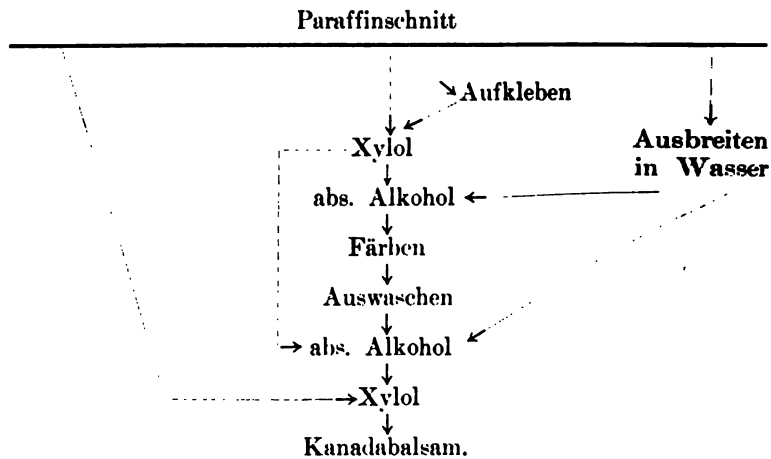 Paraffinschnitt
Aufkleben
Xylol
Ausbreiten
in Wasser
abs. Alkohol
Färben
Auswaschen
abs. Alkohol
Xylol
Kanadabalsam.